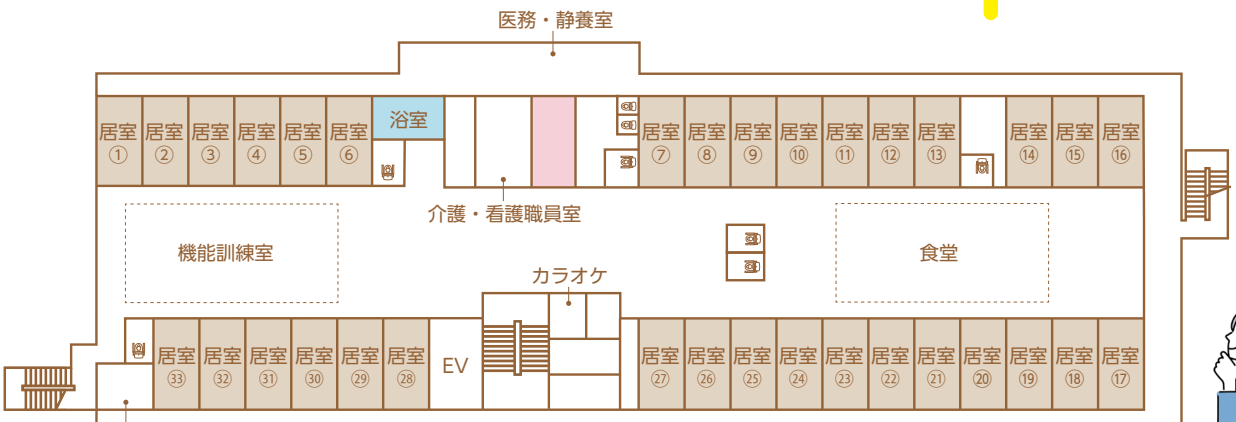 医務・静養室
居室 居室 居室 居室 居室 居室 浴室 居室 居室 居室 居室 居室 居室 居室 居室 居室 居室
① ② ③ ④ ⑤ ⑥ ⑦ ⑧ ⑨ ⑩ ⑪ ⑫ ⑬ ⑭ ⑮ ⑯
介護・看護職員室
機能訓練室
食堂
カラオケ
居室 居室 居室 居室 居室 居室 EV 居室 居室 居室 居室 居室 居室 居室 居室 居室 居室 居室
㉝ ㉜ ㉛ ㉚ ㉙ ㉘ ㉗ ㉖ ㉕ ㉔ ㉓ ㉒ ㉑ ⑳ ⑲ ⑱ ⑰